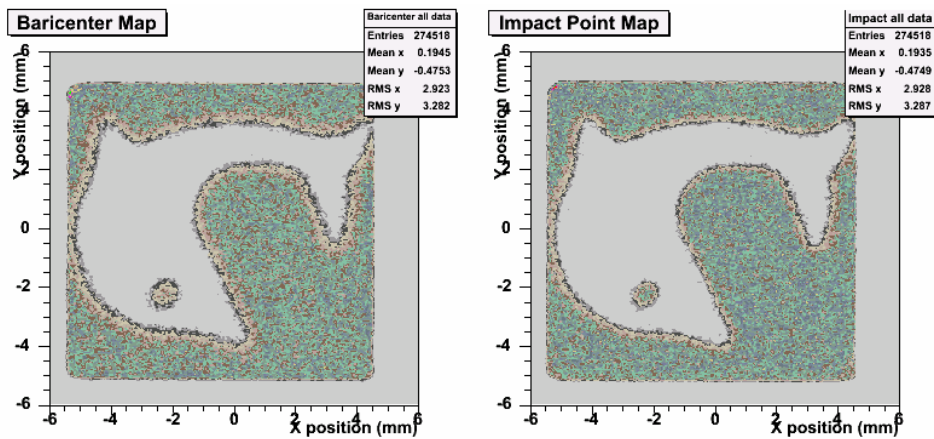 Baricenter Map
Baricenter all data
Entries 274518
Mean x 0.1945
Mean y -0.4753
RMS x 2.923
RMS y 3.282
Y position (mm)
6
4
2
0
-2
-4
-6
-6 -4 -2 0 2 4 6
X position (mm)
Impact Point Map
Impact all data
Entries 274518
Mean x 0.1935
Mean y -0.4749
RMS x 2.928
RMS y 3.287
Y position (mm)
6
4
2
0
-2
-4
-6
-6 -4 -2 0 2 4 6
X position (mm)